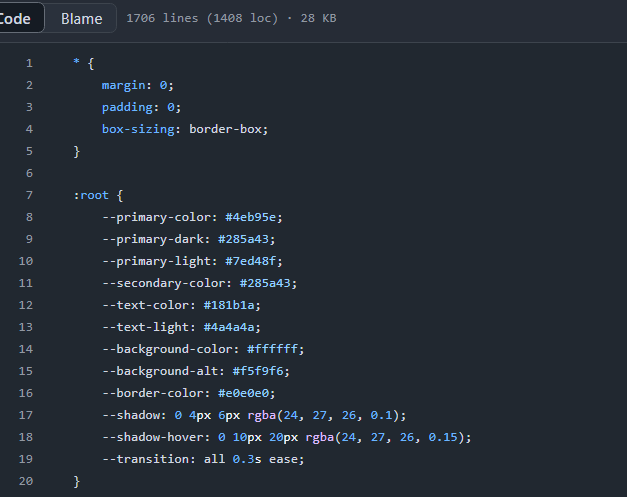 Code Blame 1706 lines (1408 loc) · 28 KB
1 * {
2 margin: 0;
3 padding: 0;
4 box-sizing: border-box;
5 }
6
7 :root {
8 --primary-color: #4eb95e;
9 --primary-dark: #285a43;
10 --primary-light: #7ed48f;
11 --secondary-color: #285a43;
12 --text-color: #181b1a;
13 --text-light: #4a4a4a;
14 --background-color: #ffffff;
15 --background-alt: #f5f9f6;
16 --border-color: #e0e0e0;
17 --shadow: 0 4px 6px rgba(24, 27, 26, 0.1);
18 --shadow-hover: 0 10px 20px rgba(24, 27, 26, 0.15);
19 --transition: all 0.3s ease;
20 }